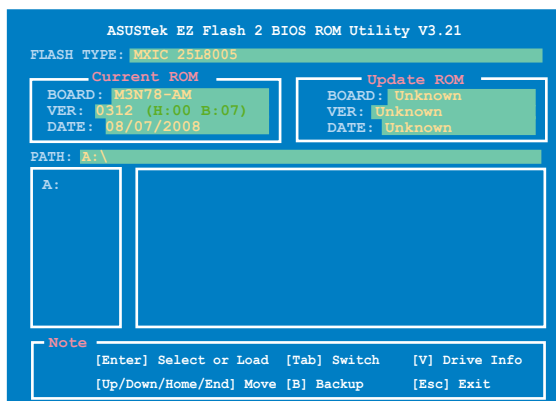 ASUSTek EZ Flash 2 BIOS ROM Utility V3.21
FLASH TYPE: MXIC 25L8005
Current ROM
BOARD: M3N78-AM
VER: 0312 (H:00 B:07)
DATE: 08/07/2008
Update ROM
BOARD: Unknown
VER: Unknown
DATE: Unknown
PATH: A:\
A:
Note
[Enter] Select or Load [Tab] Switch [V] Drive Info
[Up/Down/Home/End] Move [B] Backup [Esc] Exit